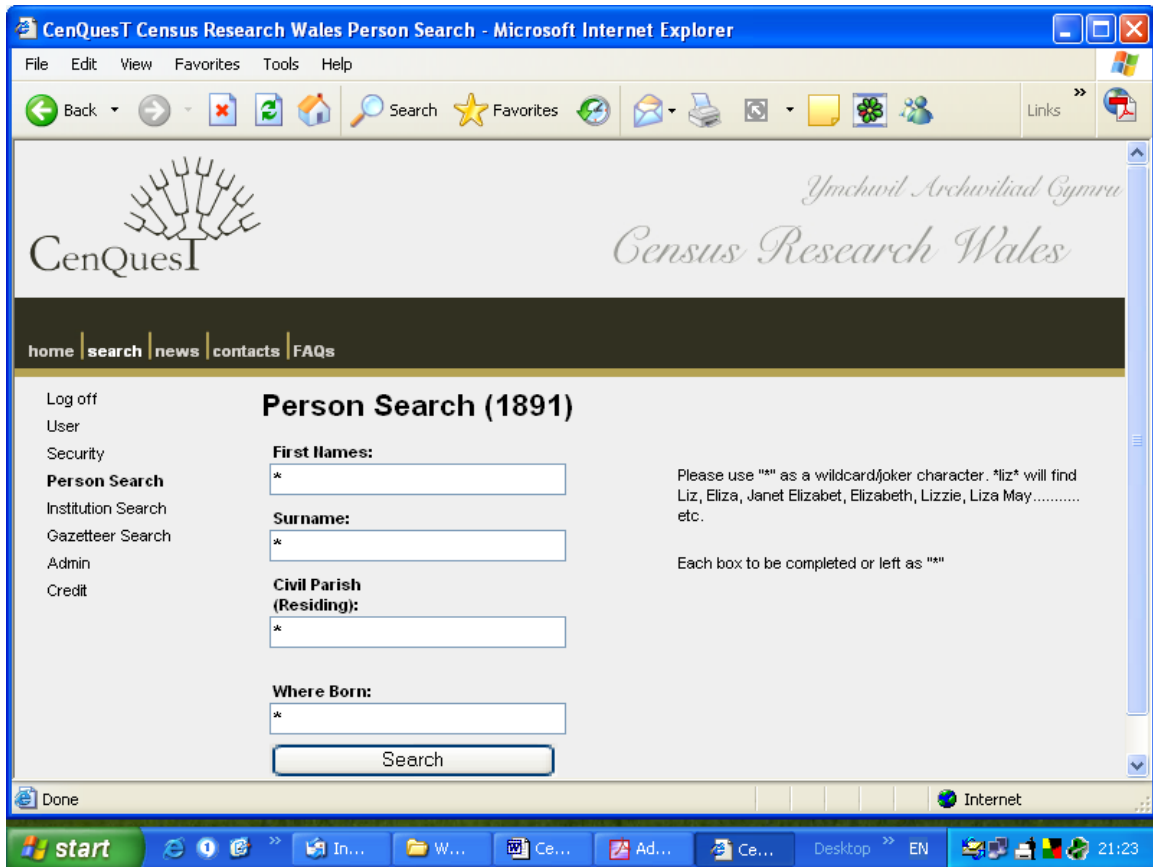 CenQuesT Census Research Wales Person Search - Microsoft Internet Explorer
File Edit View Favorites Tools Help
Back Search Favorites Links »
Ymchwil Archwiliad Cymru
CenQuesT
Census Research Wales
home search news contacts FAQs
Log off
User
Security
Person Search
Institution Search
Gazetteer Search
Admin
Credit
Person Search (1891)
First Names:
*
Surname:
*
Civil Parish
(Residing):
*
Where Born:
*
Search
Please use "*" as a wildcard/joker character. *liz* will find
Liz, Eliza, Janet Elizabet, Elizabeth, Lizzie, Liza May...........
etc.
Each box to be completed or left as "*"
Done Internet
start » In... W... Ce... Ad... Ce... Desktop » EN 21:23